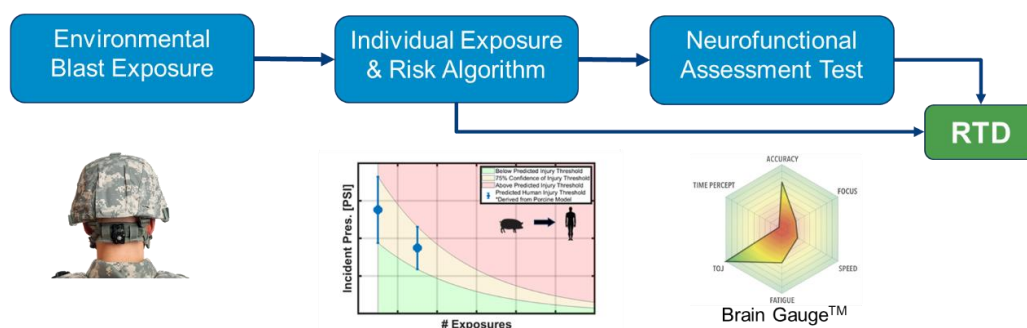 Environmental
Blast Exposure
Individual Exposure
& Risk Algorithm
Neurofunctional
Assessment Test
RTD
Incident Pres. [PSI]
# Exposures
Below Predicted Injury Threshold
75% Confidence of Injury Threshold
Above Predicted Injury Threshold
Predicted Human Injury Threshold
*Derived from Porcine Model
ACCURACY
TIME PERCEPT
FOCUS
TOJ
SPEED
FATIGUE
Brain Gauge™